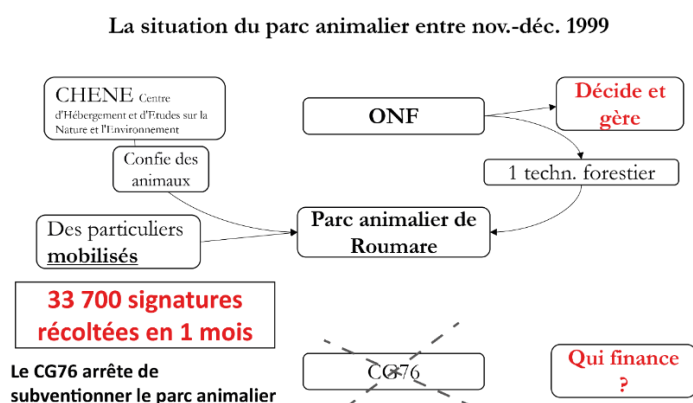 La situation du parc animalier entre nov.-déc. 1999
CHENE Centre
d'Hébergement et d'Etudes sur la
Nature et l'Environnement
ONF
Décide et
gère
Confie des
animaux
1 techn. forestier
Des particuliers
mobilisés
Parc animalier de
Roumare
33 700 signatures
récoltées en 1 mois
Le CG76 arrête de
subventionner le parc animalier
CG76
Qui finance
?